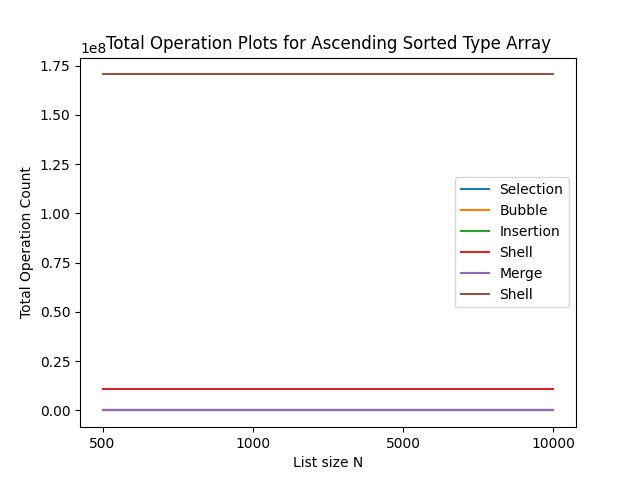 Total Operation Plots for Ascending Sorted Type Array
1e8
1.75
1.50
1.25
1.00
0.75
0.50
0.25
0.00
Total Operation Count
Selection
Bubble
Insertion
Shell
Merge
Shell
500 1000 5000 10000
List size N